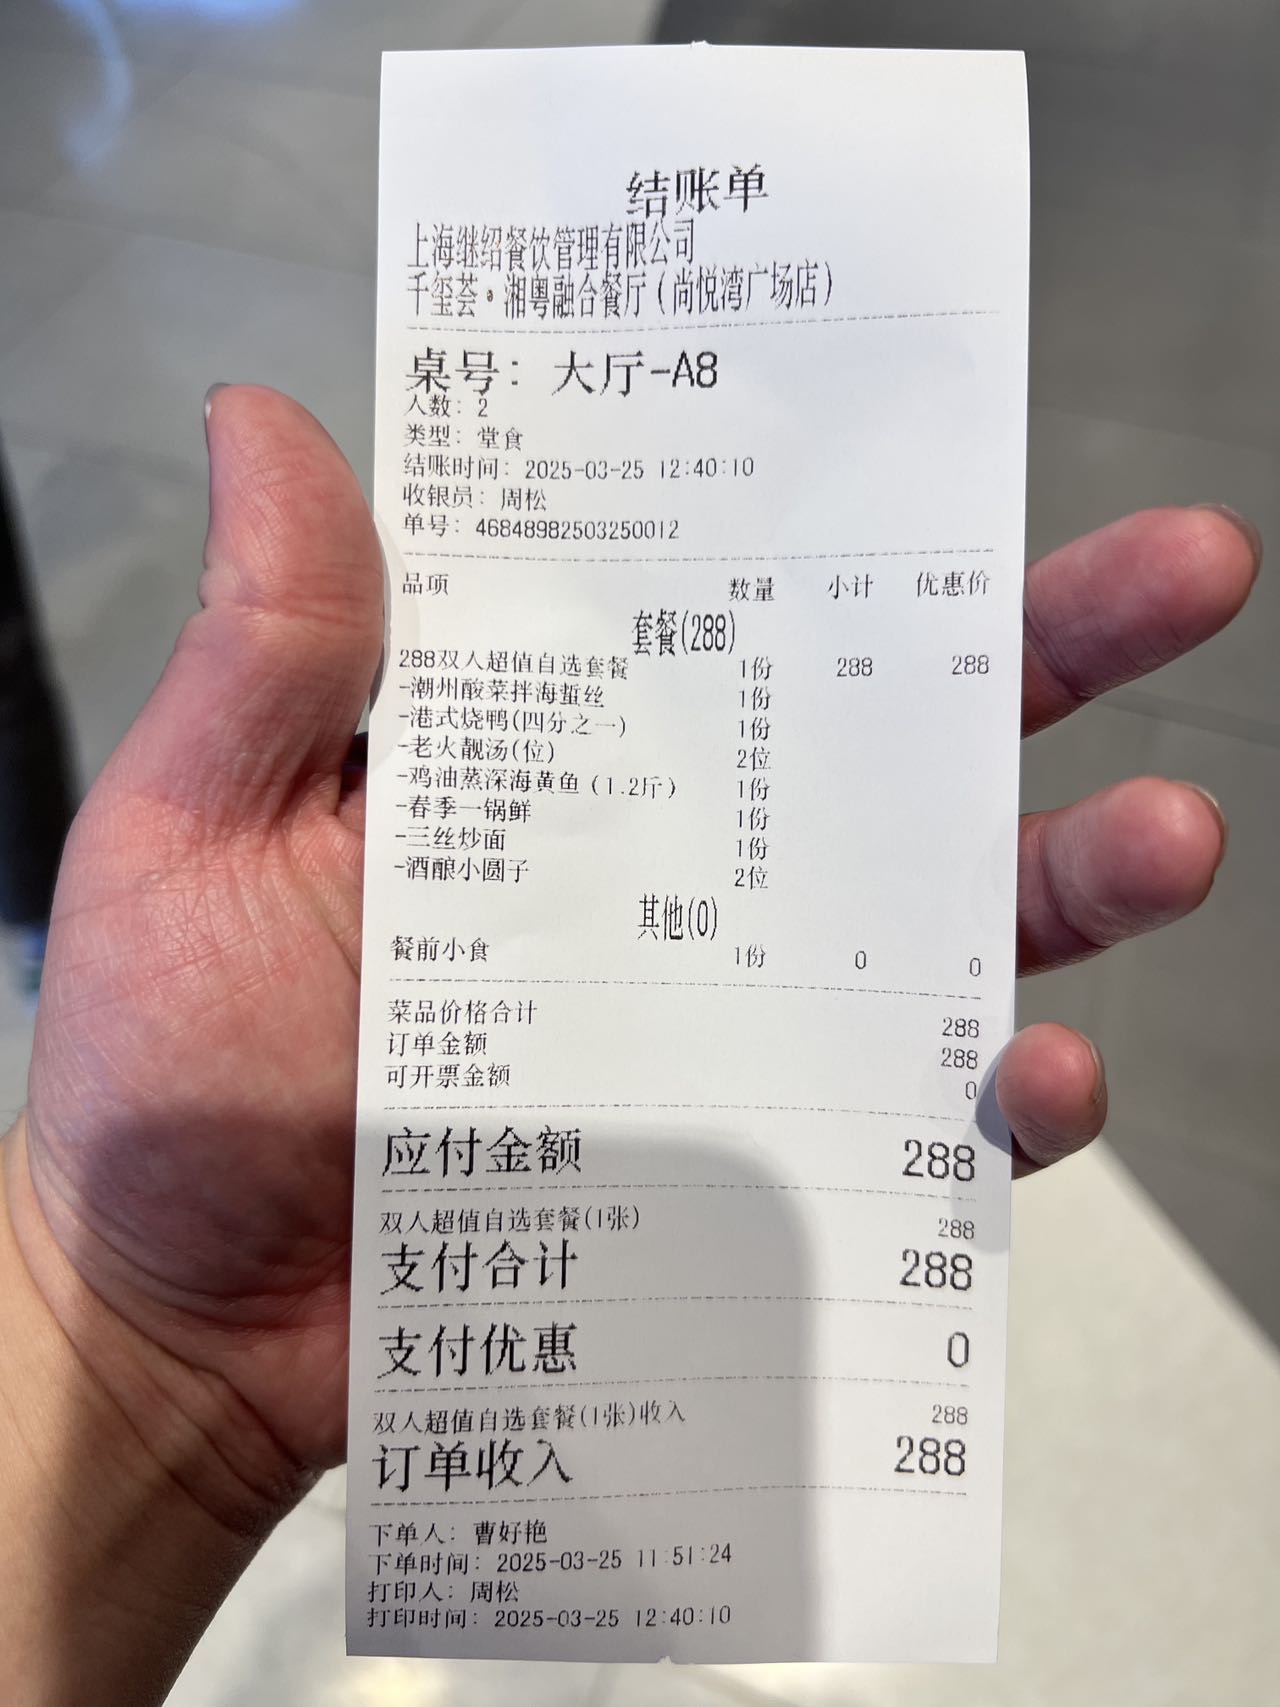 结账单
上海继绍餐饮管理有限公司
千玺荟·湘粤融合餐厅(尚悦湾广场店)
桌号: 大厅-A8
人数: 2
类型: 堂食
结账时间: 2025-03-25 12:40:10
收银员: 周松
单号: 46848982503250012
品项 数量 小计 优惠价
套餐(288)
288双人超值自选套餐 1份 288 288
-潮州酸菜拌海蜇丝 1份
-港式烧鸭(四分之一) 1份
-老火靓汤(位) 2位
-鸡油蒸深海黄鱼(1.2斤) 1份
-春季一锅鲜 1份
-三丝炒面 1份
-酒酿小圆子 2位
其他(0)
餐前小食 1份 0 0
菜品价格合计 288
订单金额 288
可开票金额 0
应付金额 288
双人超值自选套餐(1张) 288
支付合计 288
支付优惠 0
双人超值自选套餐(1张)收入 288
订单收入 288
下单人: 曹好艳
下单时间: 2025-03-25 11:51:24
打印人: 周松
打印时间: 2025-03-25 12:40:10